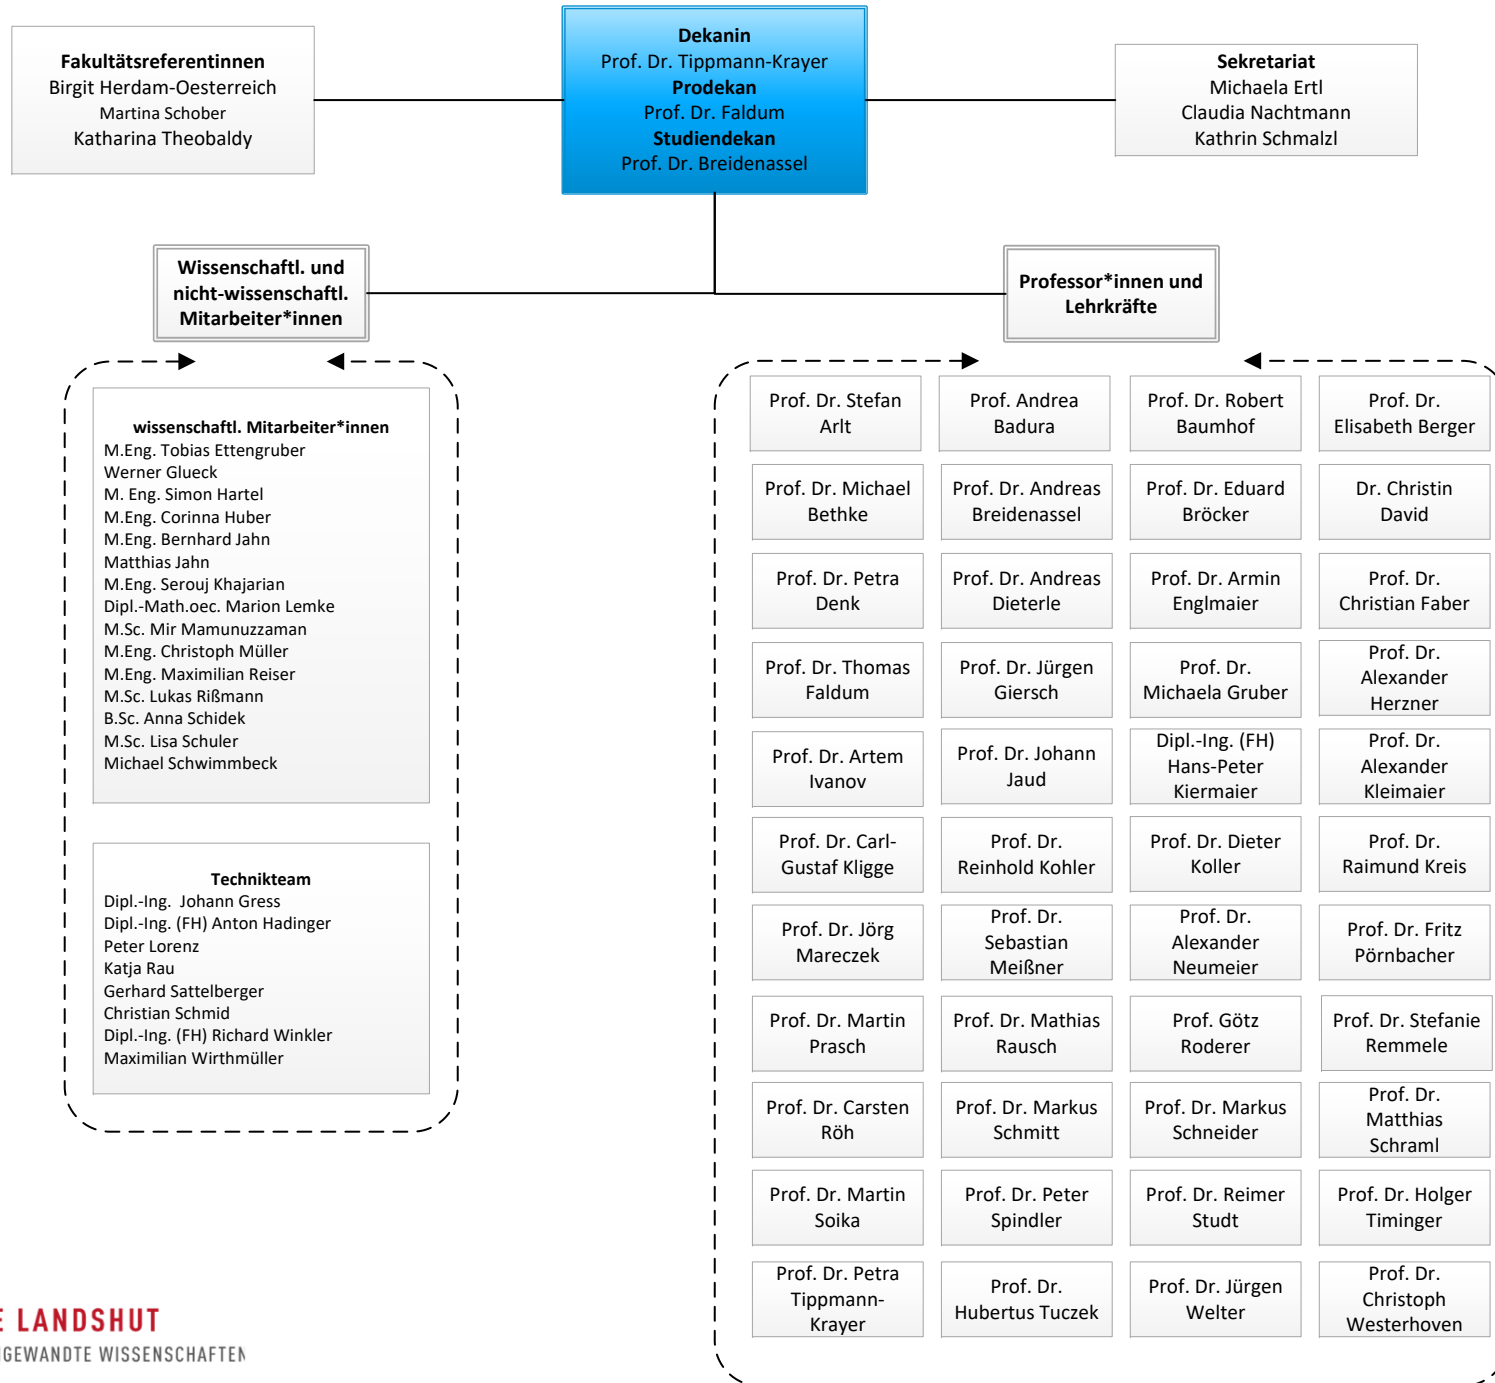 Fakultätsreferentinnen
Birgit Herdam-Oesterreich
Martina Schober
Katharina Theobaldy
Dekanin
Prof. Dr. Tippmann-Krayer
Prodekan
Prof. Dr. Faldum
Studiendekan
Prof. Dr. Breidenassel
Sekretariat
Michaela Ertl
Claudia Nachtmann
Kathrin Schmalzl
Wissenschaftl. und
nicht-wissenschaftl.
Mitarbeiter*innen
Professor*innen und
Lehrkräfte
wissenschaftl. Mitarbeiter*innen
M.Eng. Tobias Ettengruber
Werner Glueck
M. Eng. Simon Hartel
M.Eng. Corinna Huber
M.Eng. Bernhard Jahn
Matthias Jahn
M.Eng. Serouj Khajarian
Dipl.-Math.oec. Marion Lemke
M.Sc. Mir Mamunuzzaman
M.Eng. Christoph Müller
M.Eng. Maximilian Reiser
M.Sc. Lukas Rißmann
B.Sc. Anna Schidek
M.Sc. Lisa Schuler
Michael Schwimmbeck
Technikteam
Dipl.-Ing. Johann Gress
Dipl.-Ing. (FH) Anton Hadinger
Peter Lorenz
Katja Rau
Gerhard Sattelberger
Christian Schmid
Dipl.-Ing. (FH) Richard Winkler
Maximilian Wirthmüller
Prof. Dr. Stefan
Arlt
Prof. Andrea
Badura
Prof. Dr. Robert
Baumhof
Prof. Dr.
Elisabeth Berger
Prof. Dr. Michael
Bethke
Prof. Dr. Andreas
Breidenassel
Prof. Dr. Eduard
Bröcker
Dr. Christin
David
Prof. Dr. Petra
Denk
Prof. Dr. Andreas
Dieterle
Prof. Dr. Armin
Englmaier
Prof. Dr.
Christian Faber
Prof. Dr. Thomas
Faldum
Prof. Dr. Jürgen
Giersch
Prof. Dr.
Michaela Gruber
Prof. Dr.
Alexander
Herzner
Prof. Dr. Artem
Ivanov
Prof. Dr. Johann
Jaud
Dipl.-Ing. (FH)
Hans-Peter
Kiermaier
Prof. Dr.
Alexander
Kleimaier
Prof. Dr. Carl-
Gustaf Kligge
Prof. Dr.
Reinhold Kohler
Prof. Dr. Dieter
Koller
Prof. Dr.
Raimund Kreis
Prof. Dr. Jörg
Mareczek
Prof. Dr.
Sebastian
Meißner
Prof. Dr.
Alexander
Neumeier
Prof. Dr. Fritz
Pörnbacher
Prof. Dr. Martin
Prasch
Prof. Dr. Mathias
Rausch
Prof. Götz
Roderer
Prof. Dr. Stefanie
Remmele
Prof. Dr. Carsten
Röh
Prof. Dr. Markus
Schmitt
Prof. Dr. Markus
Schneider
Prof. Dr.
Matthias
Schraml
Prof. Dr. Martin
Soika
Prof. Dr. Peter
Spindler
Prof. Dr. Reimer
Studt
Prof. Dr. Holger
Timinger
Prof. Dr. Petra
Tippmann-
Krayer
Prof. Dr.
Hubertus Tuczek
Prof. Dr. Jürgen
Welter
Prof. Dr.
Christoph
Westerhoven
E LANDSHUT
NGEWANDTE WISSENSCHAFTEN